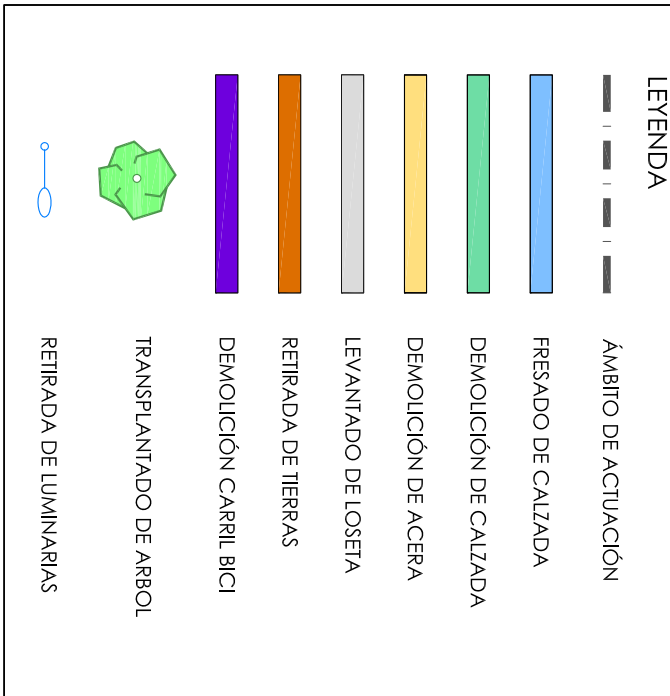 LEYENDA
ÁMBITO DE ACTUACIÓN
FRESADO DE CALZADA
DEMOLICIÓN DE CALZADA
DEMOLICIÓN DE ACERA
LEVANTADO DE LOSETA
RETIRADA DE TIERRAS
DEMOLICIÓN CARRIL BICI
TRANSPLANTADO DE ARBOL
RETIRADA DE LUMINARIAS